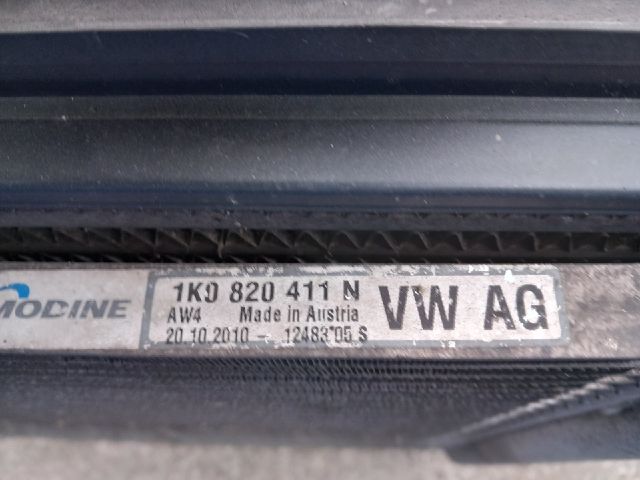 MODINE
1K0 820 411 N
AW4 Made in Austria
20.10.2010 - 12483*05 S
VW AG